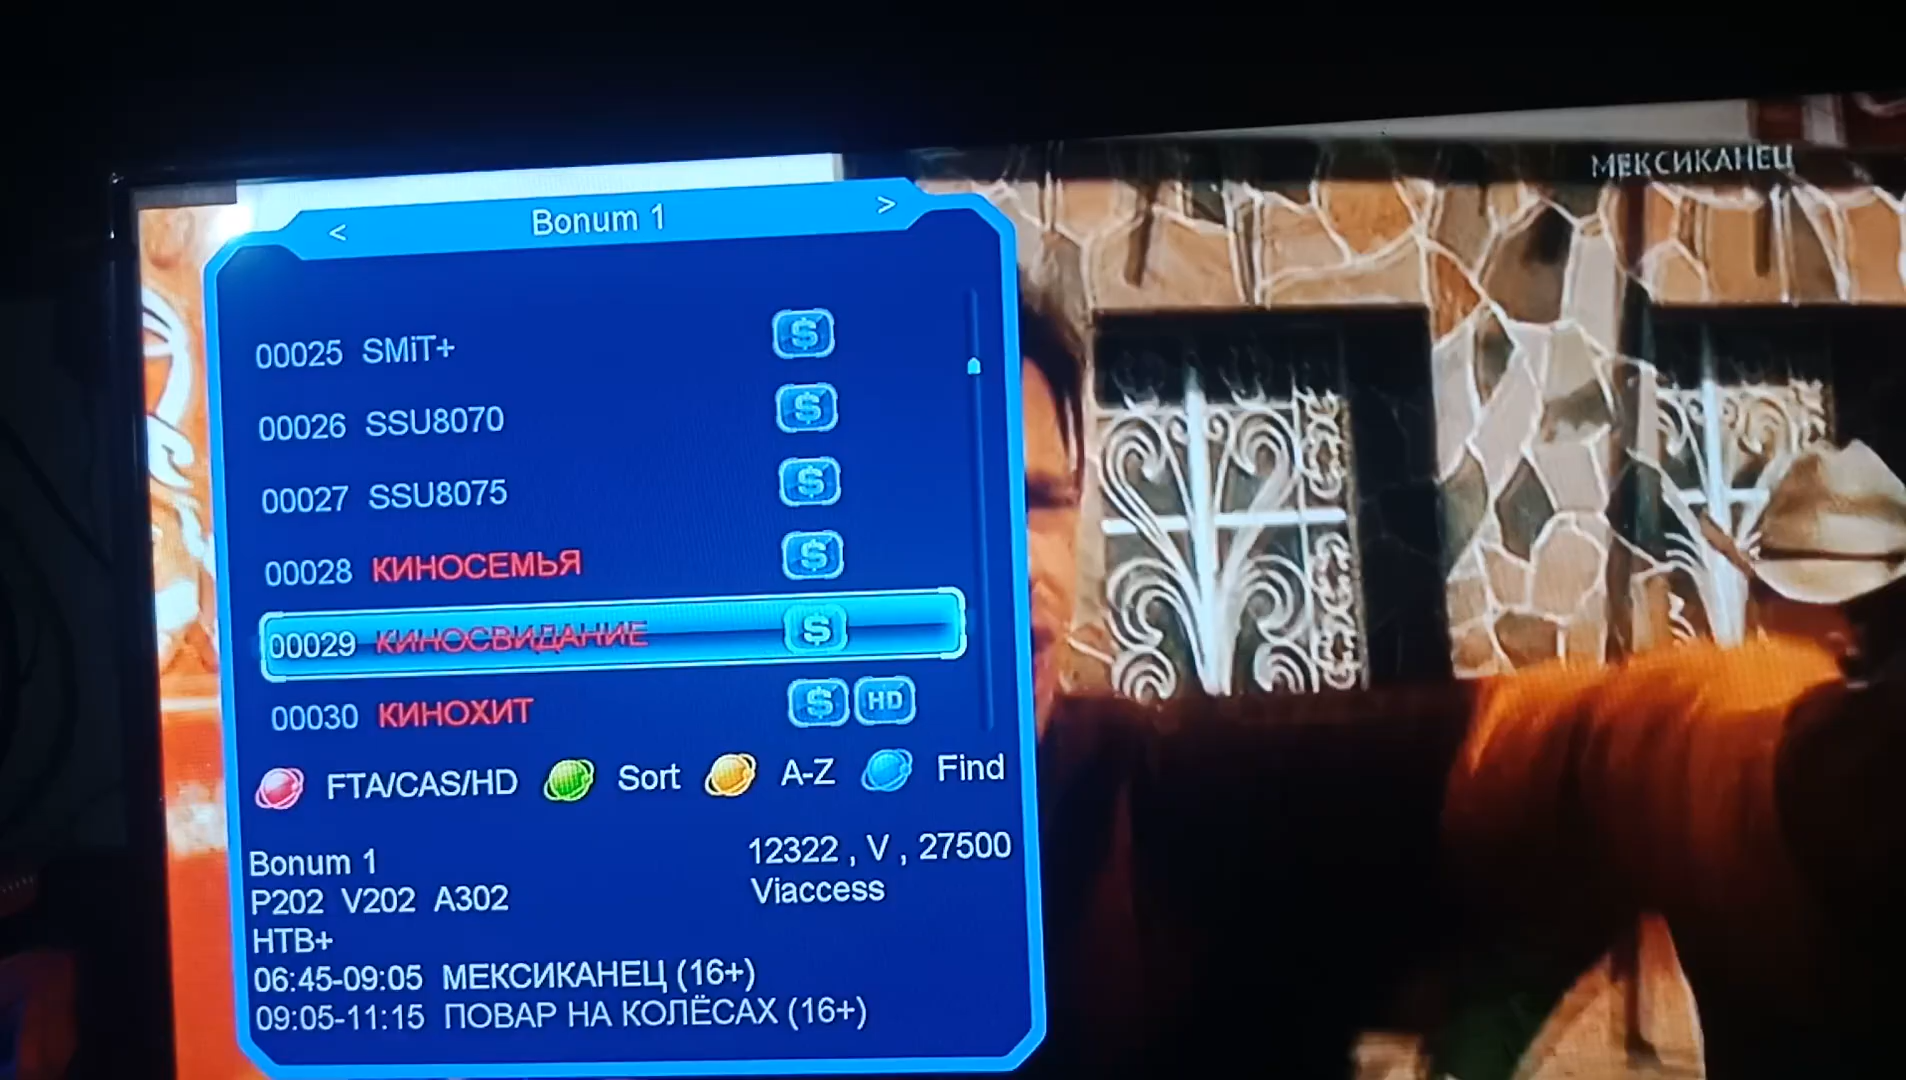 МЕКСИКАНЕЦ
< Bonum 1 >
00025 SMiT+ $
00026 SSU8070 $
00027 SSU8075 $
00028 КИНОСЕМЬЯ $
00029 КИНОСВИДАНИЕ $
00030 КИНОХИТ $ HD
FTA/CAS/HD Sort A-Z Find
Bonum 1 12322 , V , 27500
P202 V202 A302 Viaccess
НТВ+
06:45-09:05 МЕКСИКАНЕЦ (16+)
09:05-11:15 ПОВАР НА КОЛЁСАХ (16+)